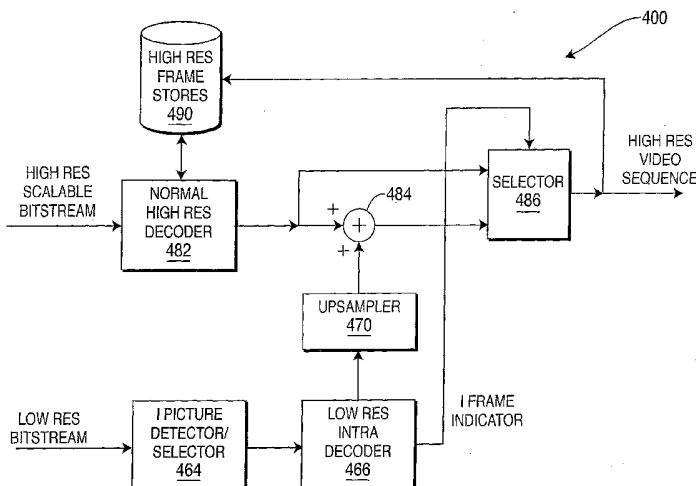 400
HIGH RES
FRAME
STORES
490
HIGH RES
SCALABLE
BITSTREAM
NORMAL
HIGH RES
DECODER
482
+
+
+
484
SELECTOR
486
HIGH RES
VIDEO
SEQUENCE
UPSAMPLER
470
LOW RES
BITSTREAM
I PICTURE
DETECTOR/
SELECTOR
464
LOW RES
INTRA
DECODER
466
I FRAME
INDICATOR